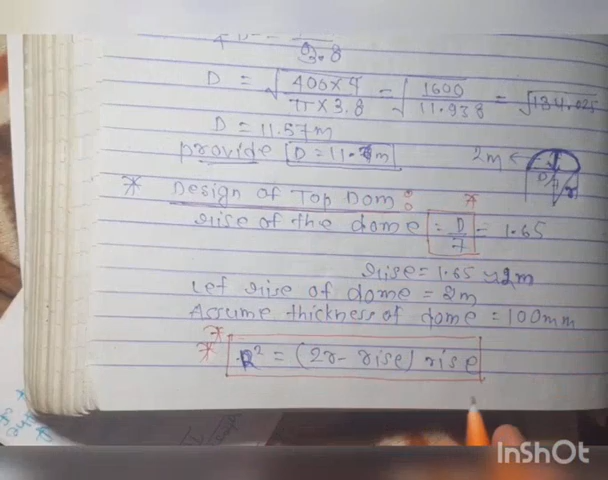 9.8
D = √400×4/π×3.8 = √1600/11.938 = √134.025
D = 11.57m
provide D = 11.7m 2m
* Design of Top Dom :
rise of the dome = D/7 = 1.65
rise = 1.65 ≈ 2m
Let rise of dome = 2m
Assume thickness of dome = 100mm
* R² = (2r - rise) rise
InShOt